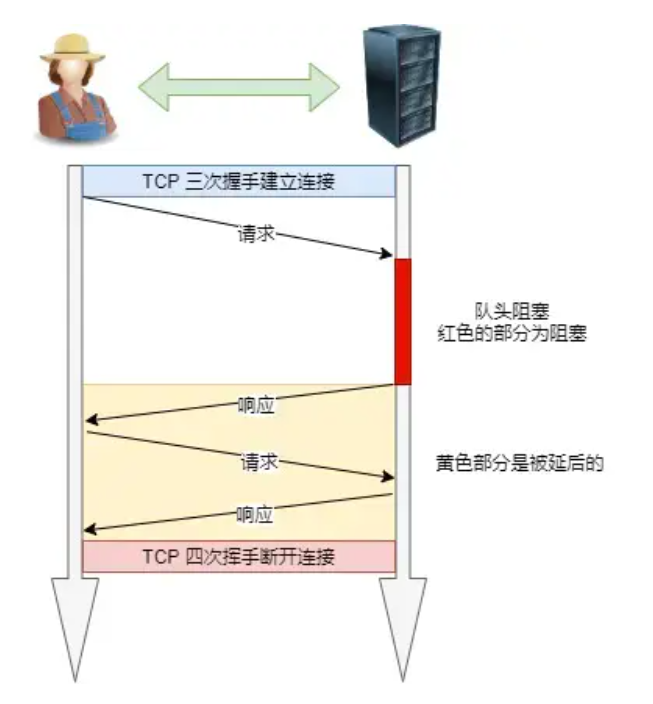 TCP 三次握手建立连接
请求
队头阻塞
红色的部分为阻塞
响应
请求
黄色部分是被延后的
响应
TCP 四次挥手断开连接